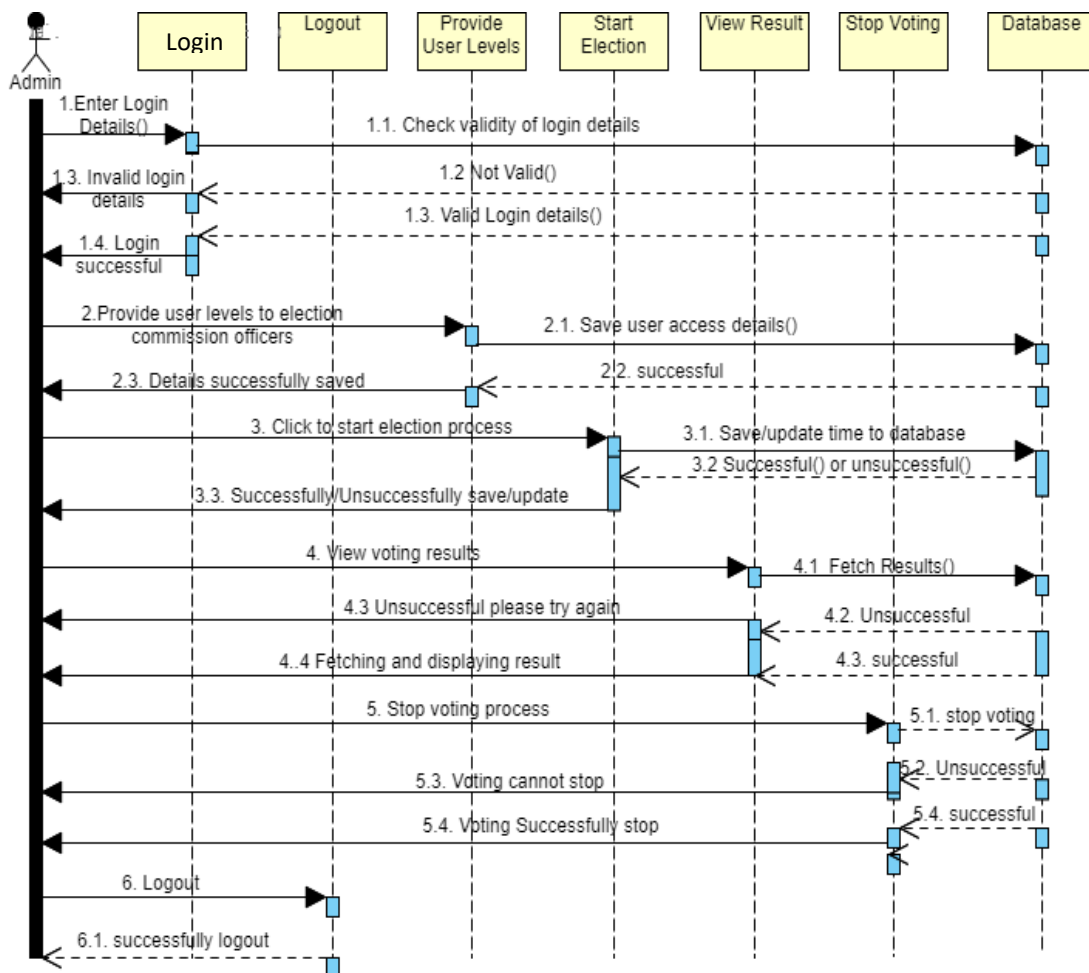 Login
Logout
Provide
User Levels
Start
Election
View Result
Stop Voting
Database
Admin
1.Enter Login
Details()
1.1. Check validity of login details
1.2 Not Valid()
1.3. Invalid login
details
1.3. Valid Login details()
1.4. Login
successful
2.Provide user levels to election
commission officers
2.1. Save user access details()
2.2. successful
2.3. Details successfully saved
3. Click to start election process
3.1. Save/update time to database
3.2 Successful() or unsuccessful()
3.3. Successfully/Unsuccessfully save/update
4. View voting results
4.1 Fetch Results()
4.3 Unsuccessful please try again
4.2. Unsuccessful
4..4 Fetching and displaying result
4.3. successful
5. Stop voting process
5.1. stop voting
5.2. Unsuccessful
5.3. Voting cannot stop
5.4. successful
5.4. Voting Successfully stop
6. Logout
6.1. successfully logout